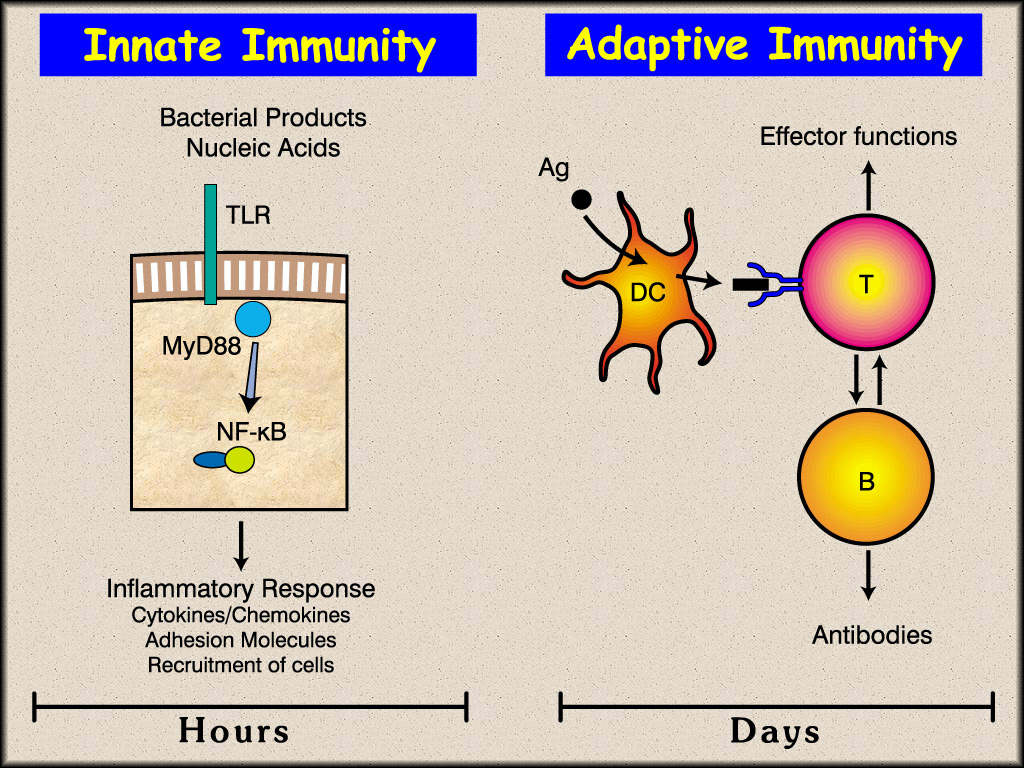 Innate Immunity
Bacterial Products
Nucleic Acids
TLR
MyD88
NF-κB
Inflammatory Response
Cytokines/Chemokines
Adhesion Molecules
Recruitment of cells
Hours
Adaptive Immunity
Effector functions
Ag
DC
T
B
Antibodies
Days